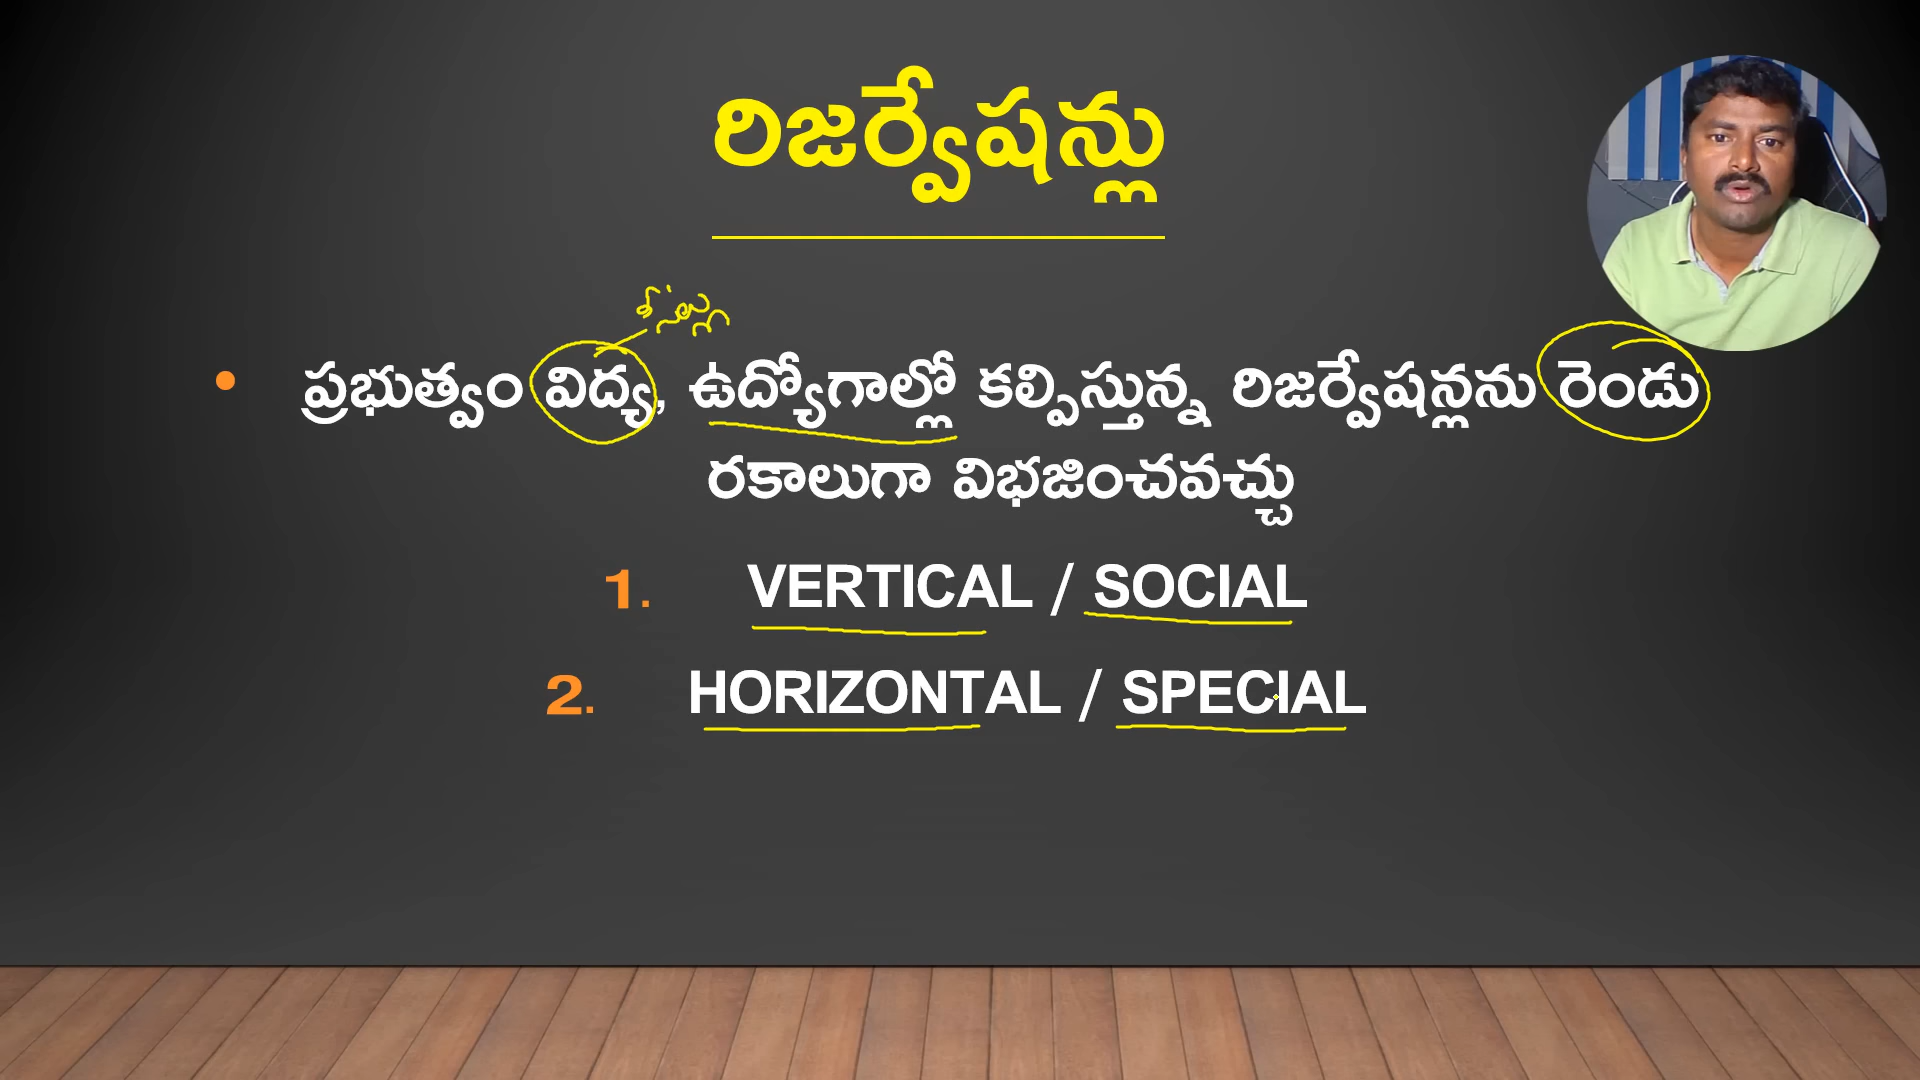 రిజర్వేషన్లు
సీట్లు
• ప్రభుత్వం విద్య, ఉద్యోగాల్లో కల్పిస్తున్న రిజర్వేషన్లను రెండు
రకాలుగా విభజించవచ్చు
1. VERTICAL / SOCIAL
2. HORIZONTAL / SPECIAL